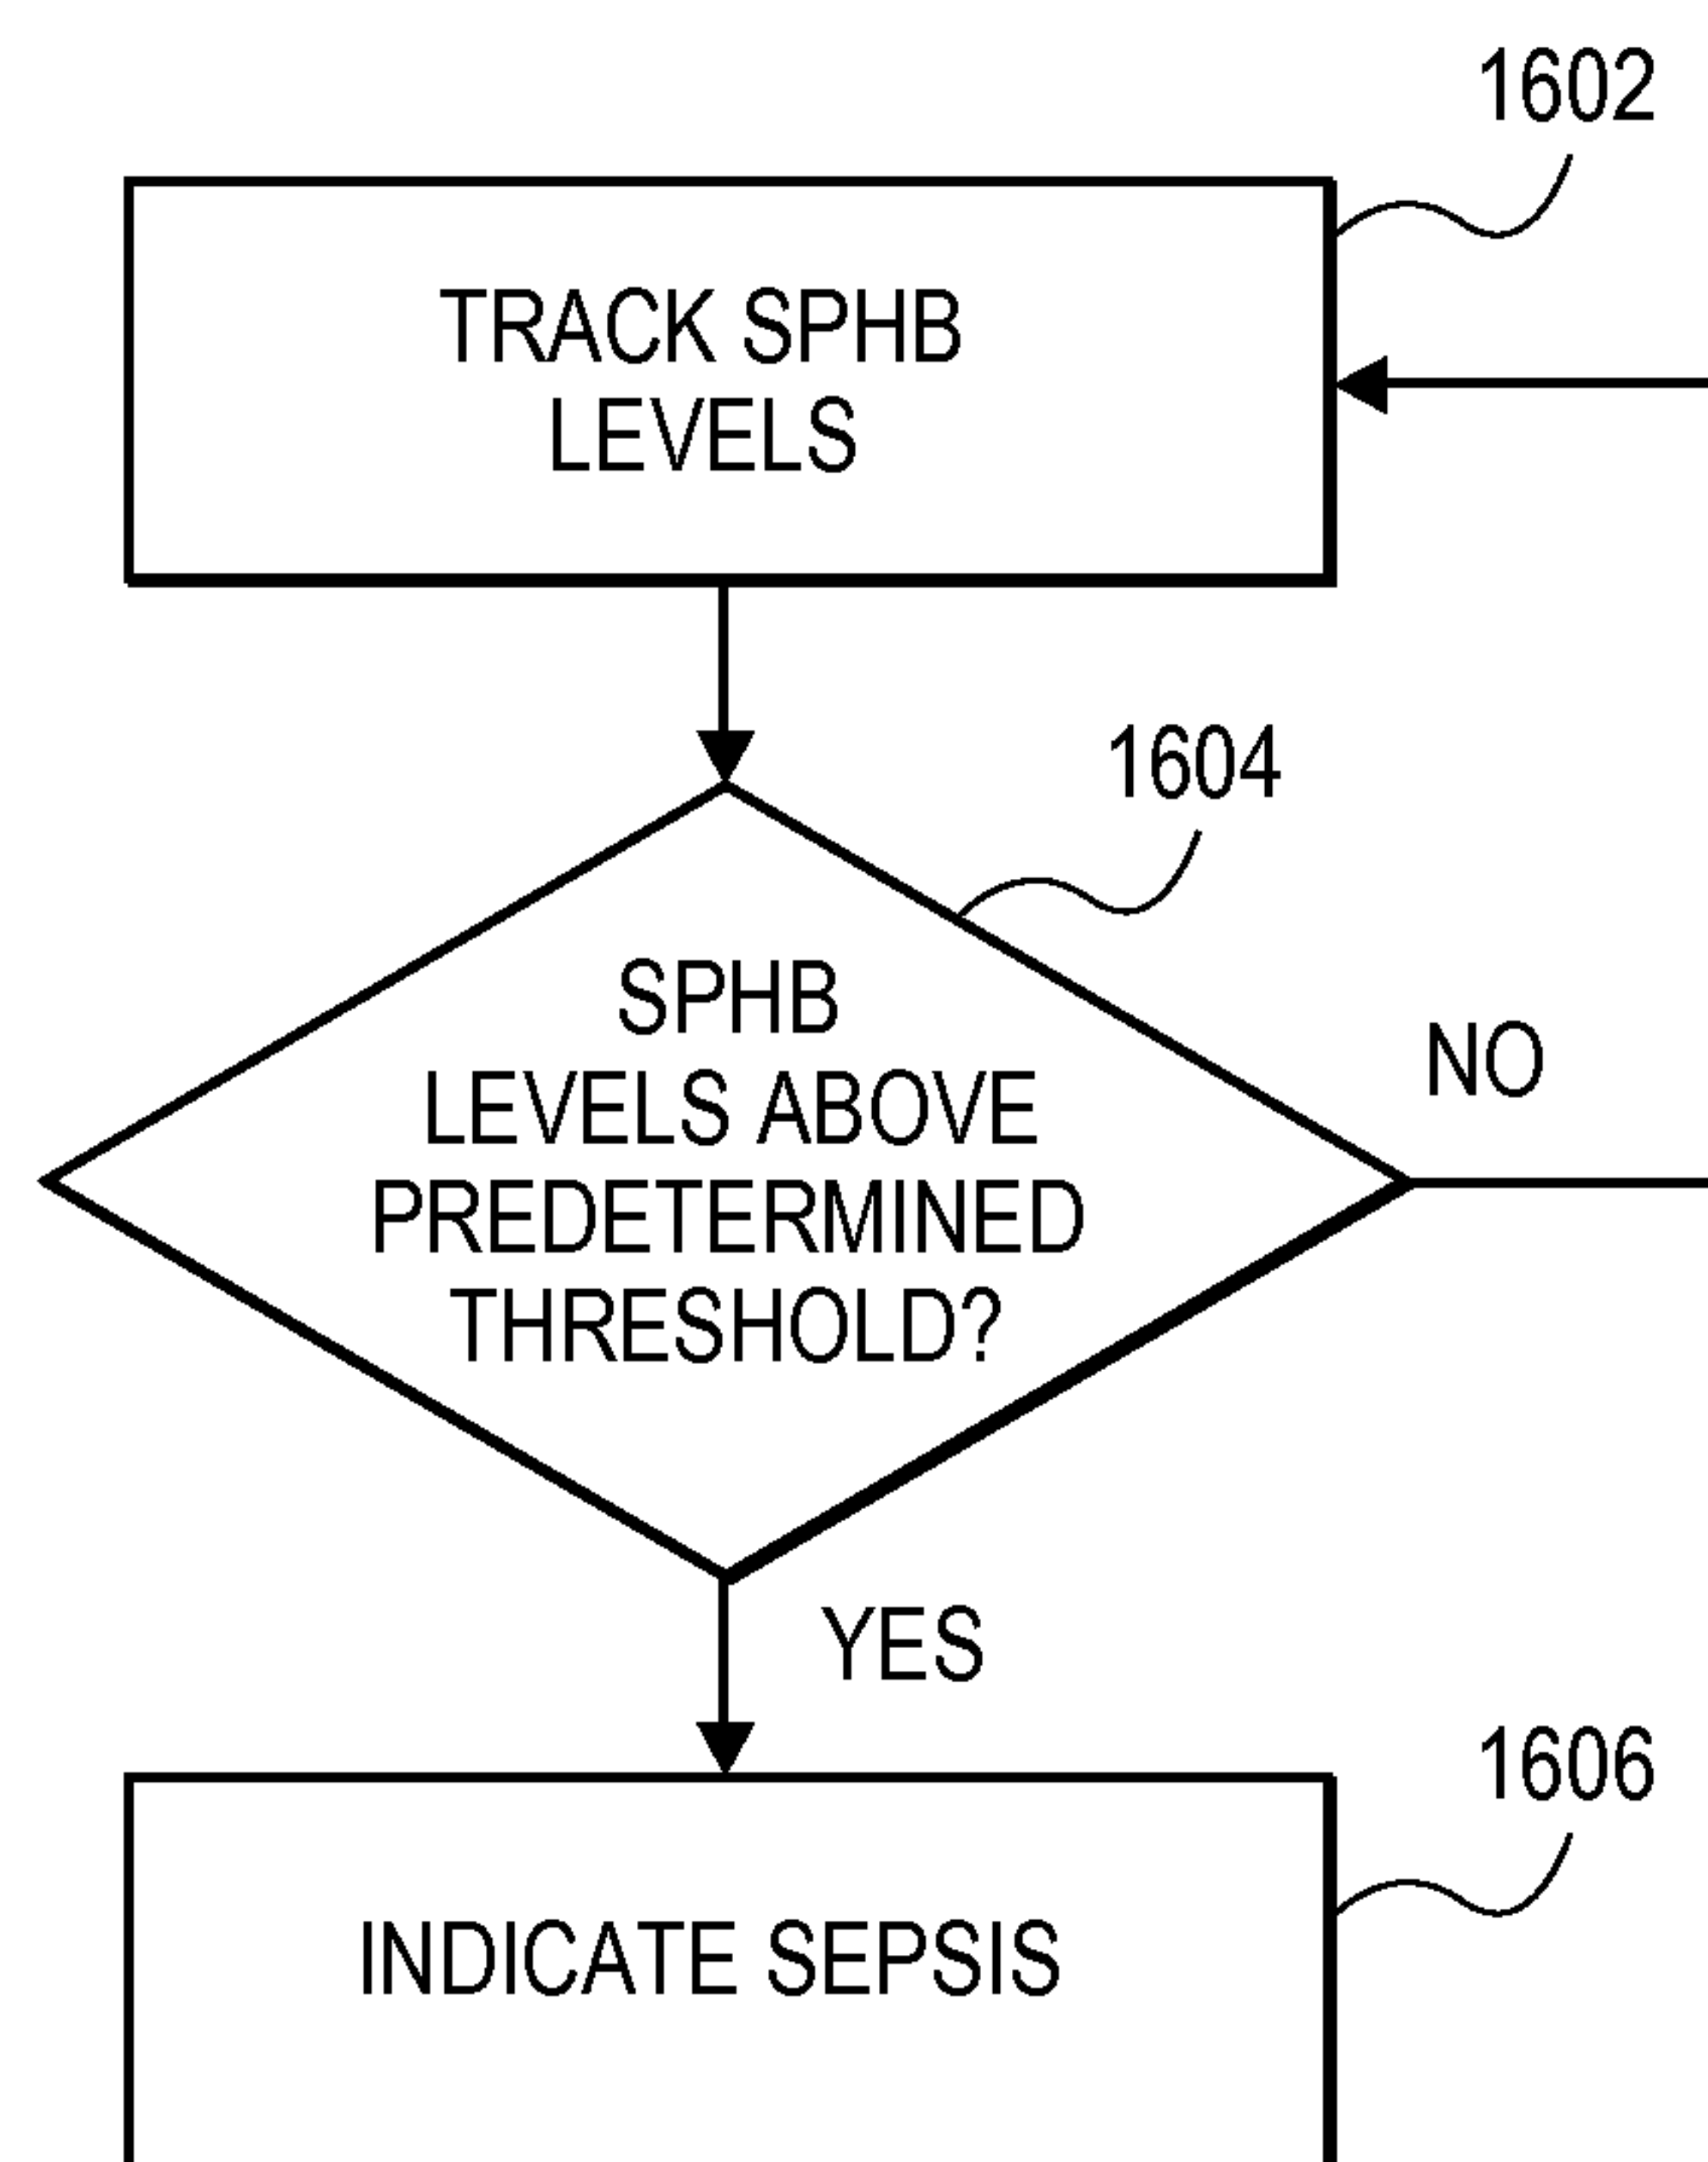 1602
TRACK SPHB
LEVELS
1604
SPHB
LEVELS ABOVE
PREDETERMINED
THRESHOLD?
NO
YES
1606
INDICATE SEPSIS